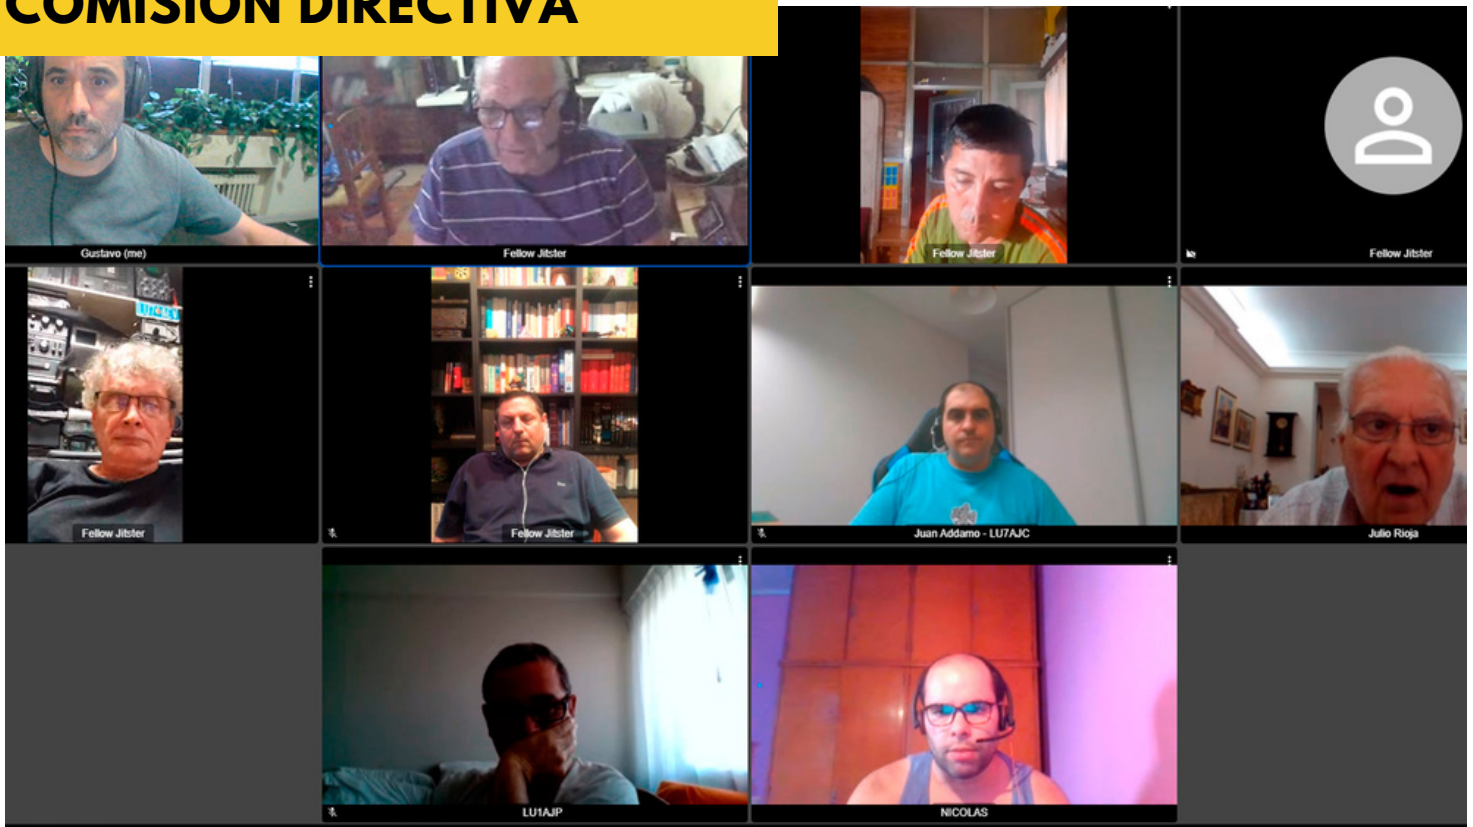 COMISIÓN DIRECTIVA
Gustavo (me)
Fellow Jitster
Fellow Jitster
Fellow Jitster
Fellow Jitster
Fellow Jitster
Juan Addamo - LU7AJC
Julio Rioja
LU1AJP
NICOLAS